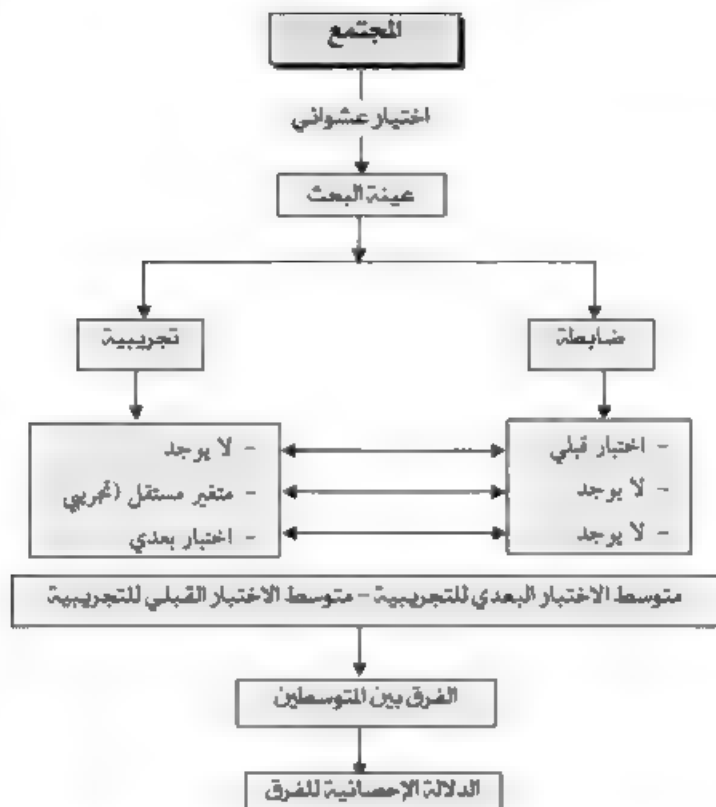 المجتمع
اختيار عشوائي
عينة البحث
ضابطة
تجريبية
- اختبار قبلي
- لا يوجد
- لا يوجد
- لا يوجد
- متغير مستقل (تجريبي
- اختبار بعدي
متوسط الاختبار البعدي للتجريبية - متوسط الاختبار القبلي للتجريبية
الفرق بين المتوسطين
الدلالة الإحصائية للفرق